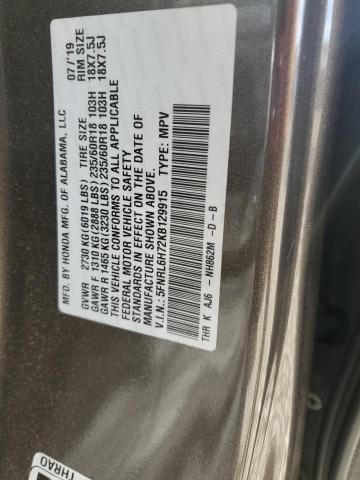 MFD. BY HONDA MFG. OF ALABAMA, LLC 07/'19
GVWR 2730 KG(6019 LBS) TIRE SIZE RIM SIZE
GAWR F 1310 KG(2888 LBS) 235/60R18 103H 18X7.5J
GAWR R 1465 KG(3230 LBS) 235/60R18 103H 18X7.5J
THIS VEHICLE CONFORMS TO ALL APPLICABLE
FEDERAL MOTOR VEHICLE SAFETY
STANDARDS IN EFFECT ON THE DATE OF
MANUFACTURE SHOWN ABOVE.
V.I.N.: 5FNRL6H72KB129915 TYPE: MPV
THR K AJ6 - NH862M -D -B
THRA0